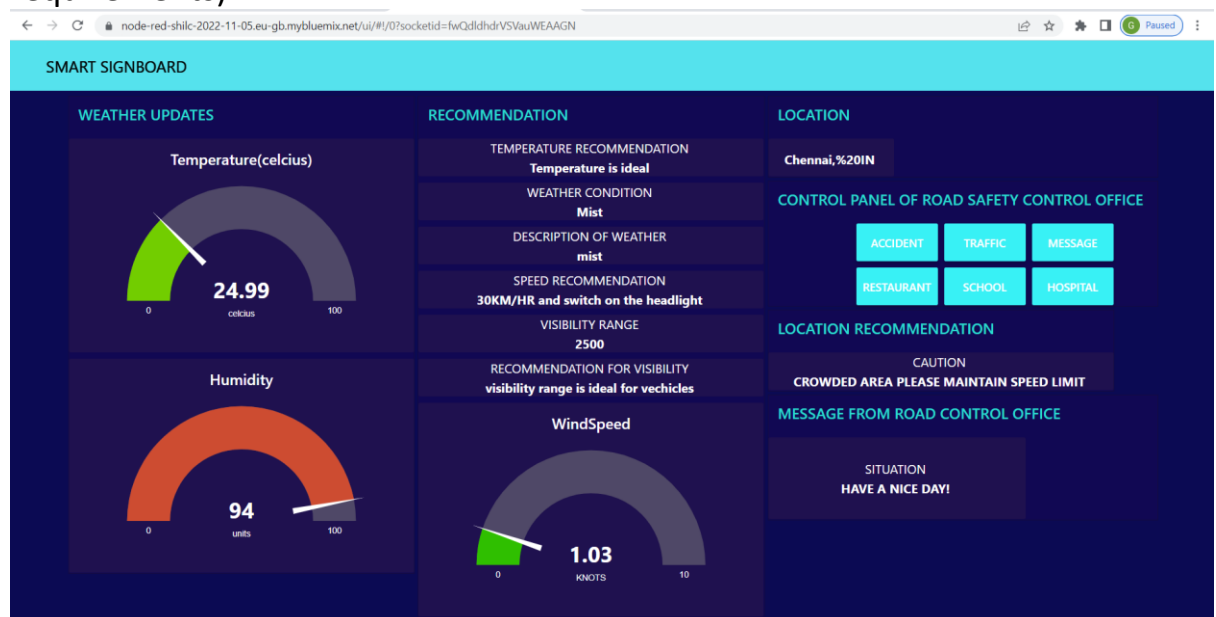 node-red-shilc-2022-11-05.eu-gb.mybluemix.net/ui/#!/0?socketid=fwQdldhdrVSVauWEAAGN
G Paused
SMART SIGNBOARD
WEATHER UPDATES
Temperature(celcius)
24.99
celcius
0
100
Humidity
94
units
0
100
RECOMMENDATION
TEMPERATURE RECOMMENDATION
Temperature is ideal
WEATHER CONDITION
Mist
DESCRIPTION OF WEATHER
mist
SPEED RECOMMENDATION
30KM/HR and switch on the headlight
VISIBILITY RANGE
2500
RECOMMENDATION FOR VISIBILITY
visibility range is ideal for vechicles
WindSpeed
1.03
KNOTS
0
10
LOCATION
Chennai,%20IN
CONTROL PANEL OF ROAD SAFETY CONTROL OFFICE
ACCIDENT TRAFFIC MESSAGE
RESTAURANT SCHOOL HOSPITAL
LOCATION RECOMMENDATION
CAUTION
CROWDED AREA PLEASE MAINTAIN SPEED LIMIT
MESSAGE FROM ROAD CONTROL OFFICE
SITUATION
HAVE A NICE DAY!